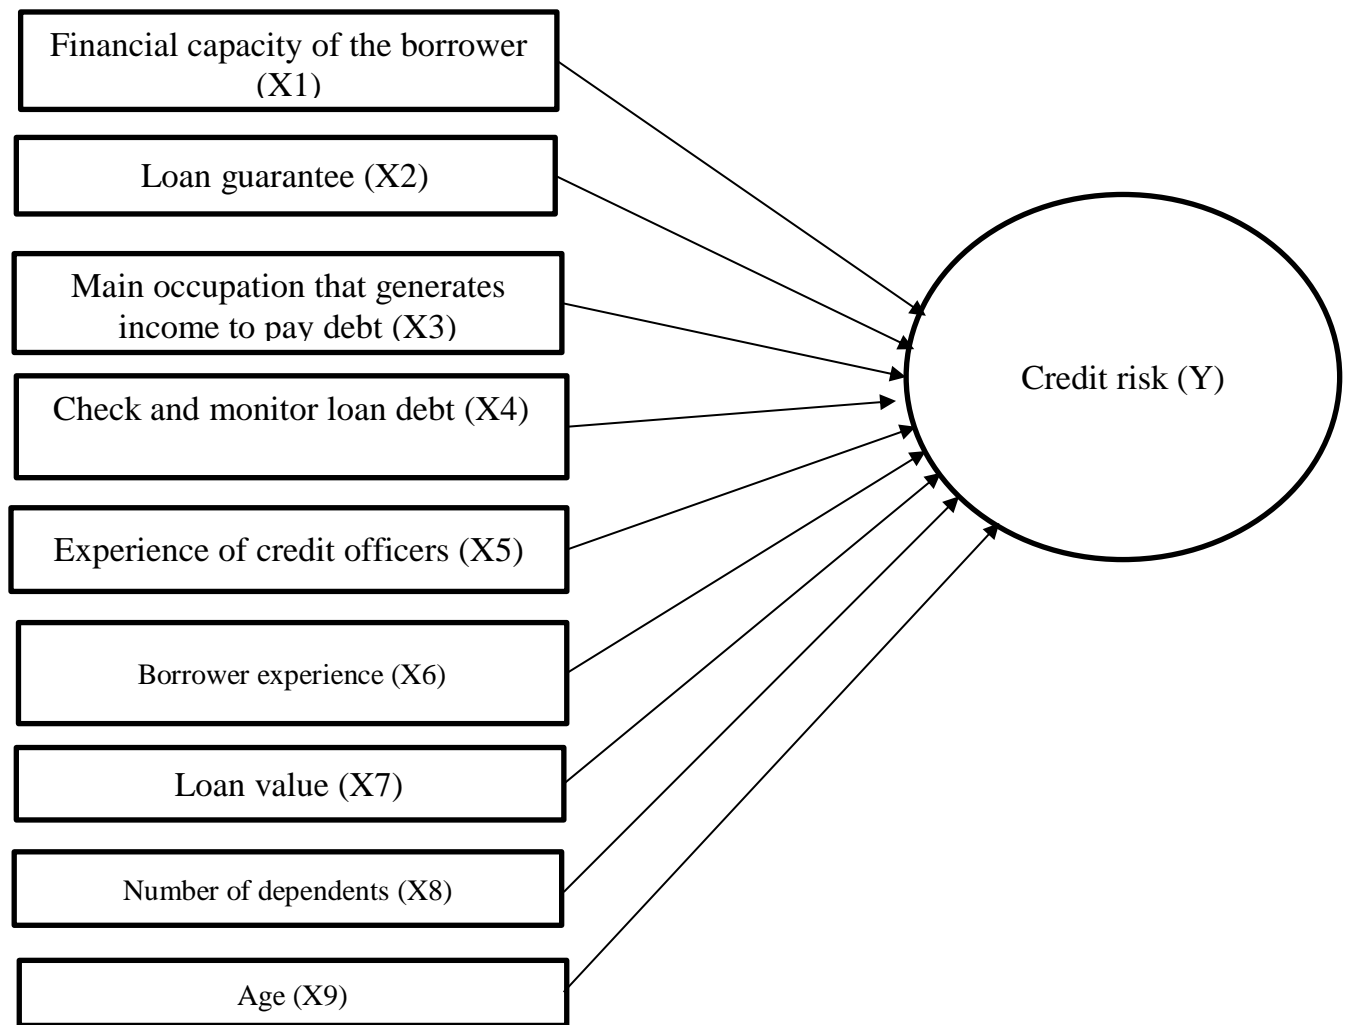 Financial capacity of the borrower
(X1)
Loan guarantee (X2)
Main occupation that generates
income to pay debt (X3)
Check and monitor loan debt (X4)
Experience of credit officers (X5)
Borrower experience (X6)
Loan value (X7)
Number of dependents (X8)
Age (X9)
Credit risk (Y)